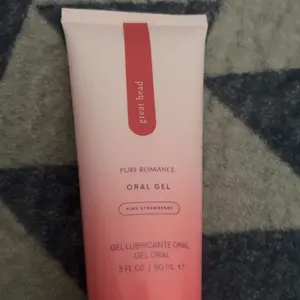 great head
PURE ROMANCE
ORAL GEL
PINK STRAWBERRY
GEL LUBRICANTE ORAL
GEL ORAL
3 FL OZ | 90 mL ℮